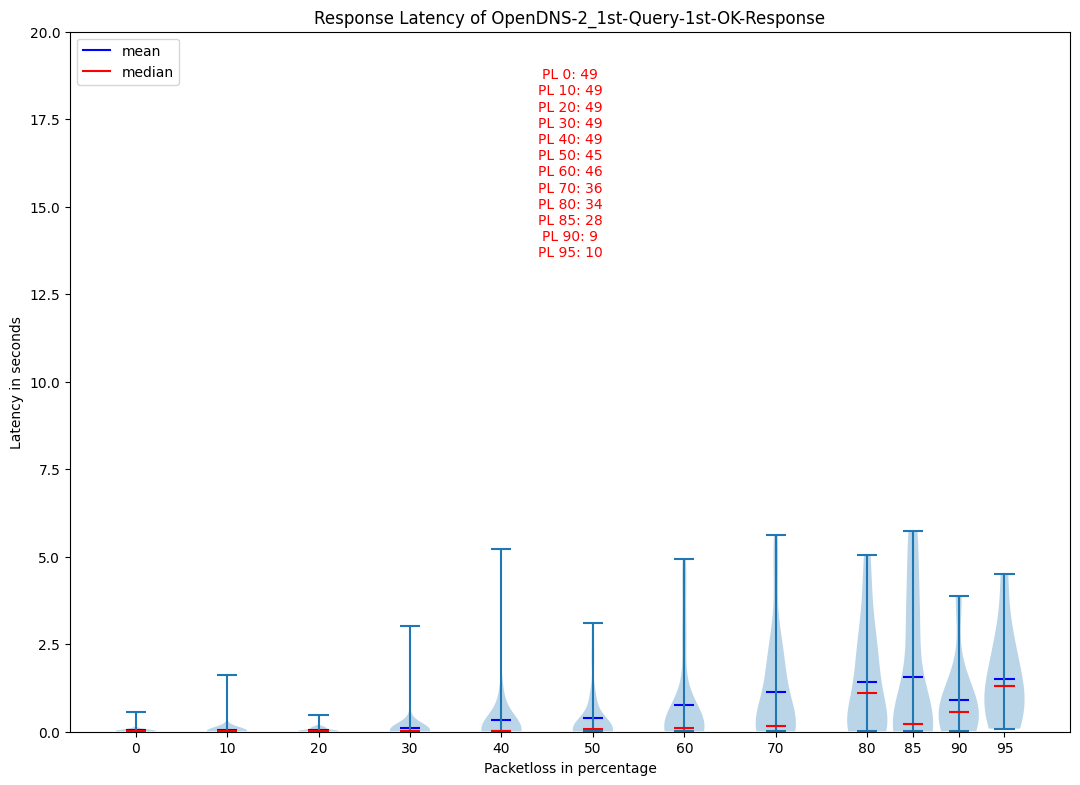 Response Latency of OpenDNS-2_1st-Query-1st-OK-Response
mean
median
PL 0: 49
PL 10: 49
PL 20: 49
PL 30: 49
PL 40: 49
PL 50: 45
PL 60: 46
PL 70: 36
PL 80: 34
PL 85: 28
PL 90: 9
PL 95: 10
Latency in seconds
20.0
17.5
15.0
12.5
10.0
7.5
5.0
2.5
0.0
0 10 20 30 40 50 60 70 80 85 90 95
Packetloss in percentage